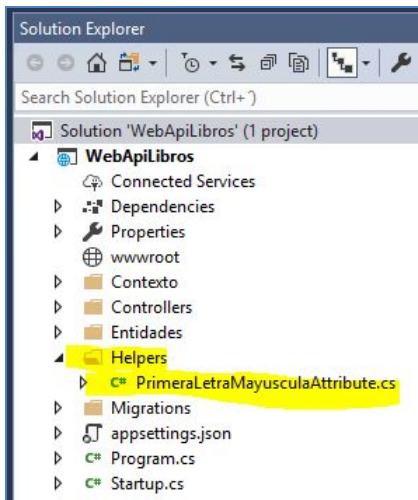 Solution Explorer
Search Solution Explorer (Ctrl+´)
Solution 'WebApiLibros' (1 project)
WebApiLibros
Connected Services
Dependencies
Properties
wwwroot
Contexto
Controllers
Entidades
Helpers
C# PrimeraLetraMayusculaAttribute.cs
Migrations
appsettings.json
C# Program.cs
C# Startup.cs